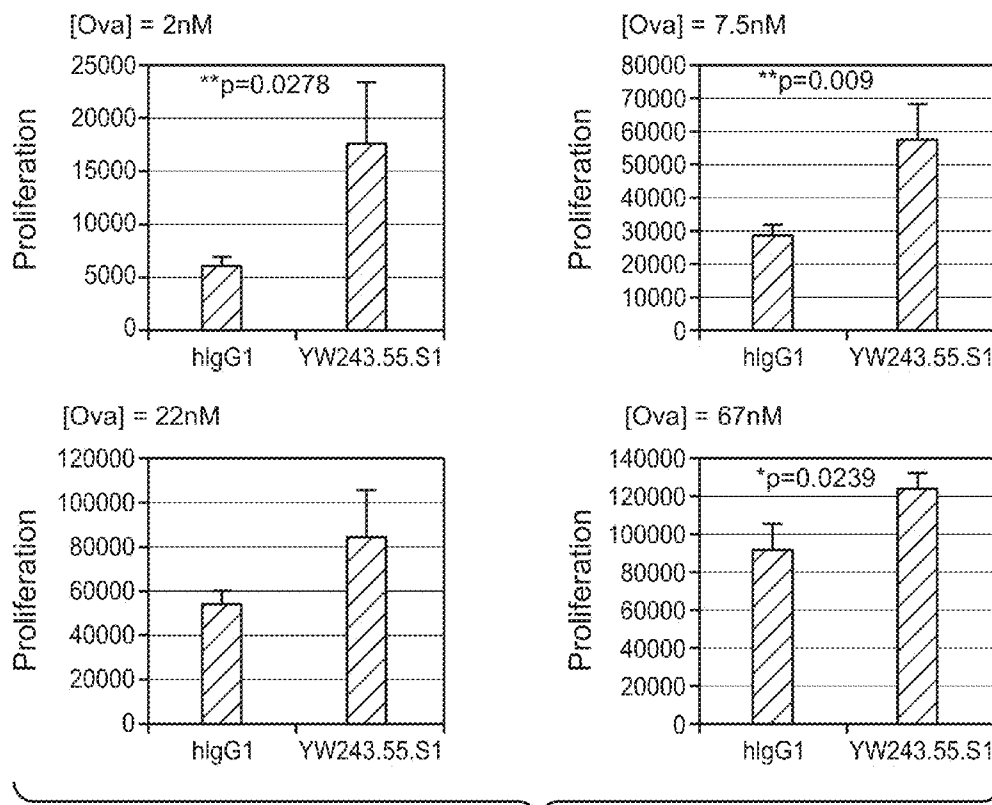 [Ova] = 2nM
Proliferation
25000
20000
15000
10000
5000
0
**p=0.0278
hIgG1 YW243.55.S1
[Ova] = 7.5nM
Proliferation
80000
70000
60000
50000
40000
30000
20000
10000
0
**p=0.009
hIgG1 YW243.55.S1
[Ova] = 22nM
Proliferation
120000
100000
80000
60000
40000
20000
0
hIgG1 YW243.55.S1
[Ova] = 67nM
Proliferation
140000
120000
100000
80000
60000
40000
20000
0
*p=0.0239
hIgG1 YW243.55.S1